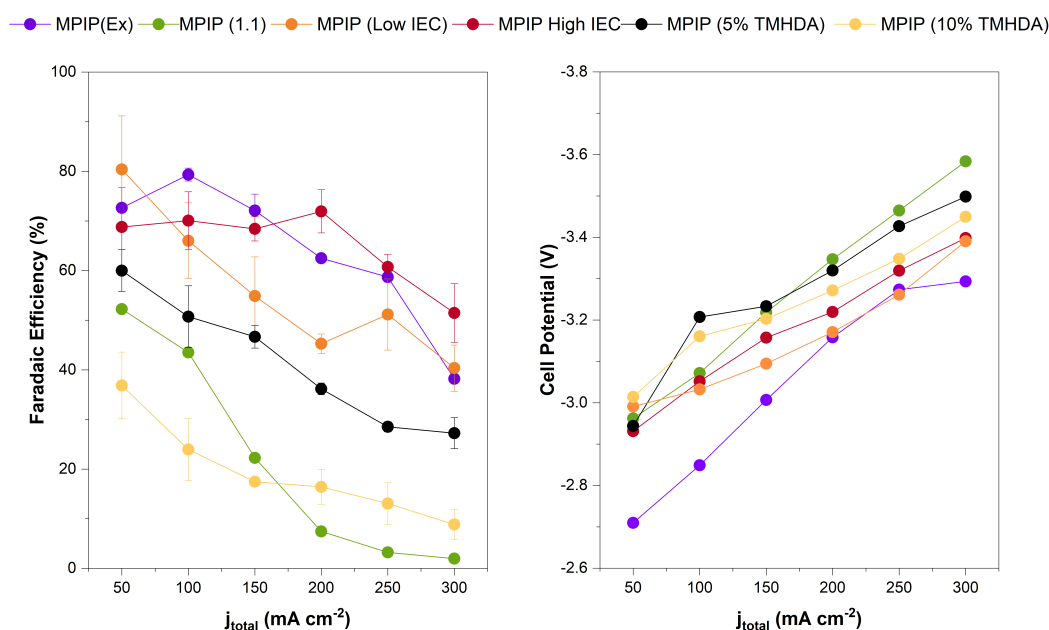 MPIP(Ex) MPIP (1.1) MPIP (Low IEC) MPIP High IEC MPIP (5% TMHDA) MPIP (10% TMHDA)
Faradaic Efficiency (%)
100
80
60
40
20
0
50 100 150 200 250 300
j_total (mA cm⁻²)
Cell Potential (V)
-3.8
-3.6
-3.4
-3.2
-3.0
-2.8
-2.6
50 100 150 200 250 300
j_total (mA cm⁻²)